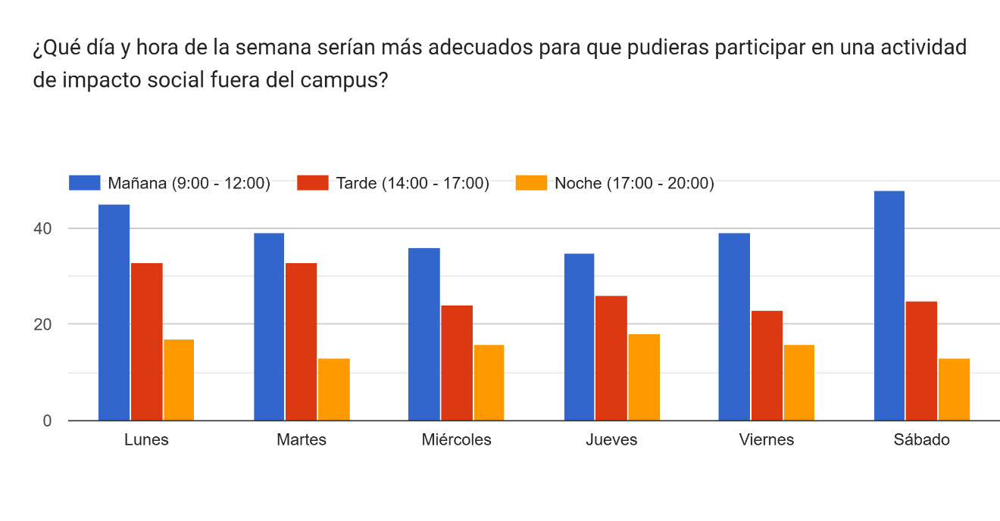 ¿Qué día y hora de la semana serían más adecuados para que pudieras participar en una actividad
de impacto social fuera del campus?
Mañana (9:00 - 12:00) Tarde (14:00 - 17:00) Noche (17:00 - 20:00)
40
20
0
Lunes Martes Miércoles Jueves Viernes Sábado